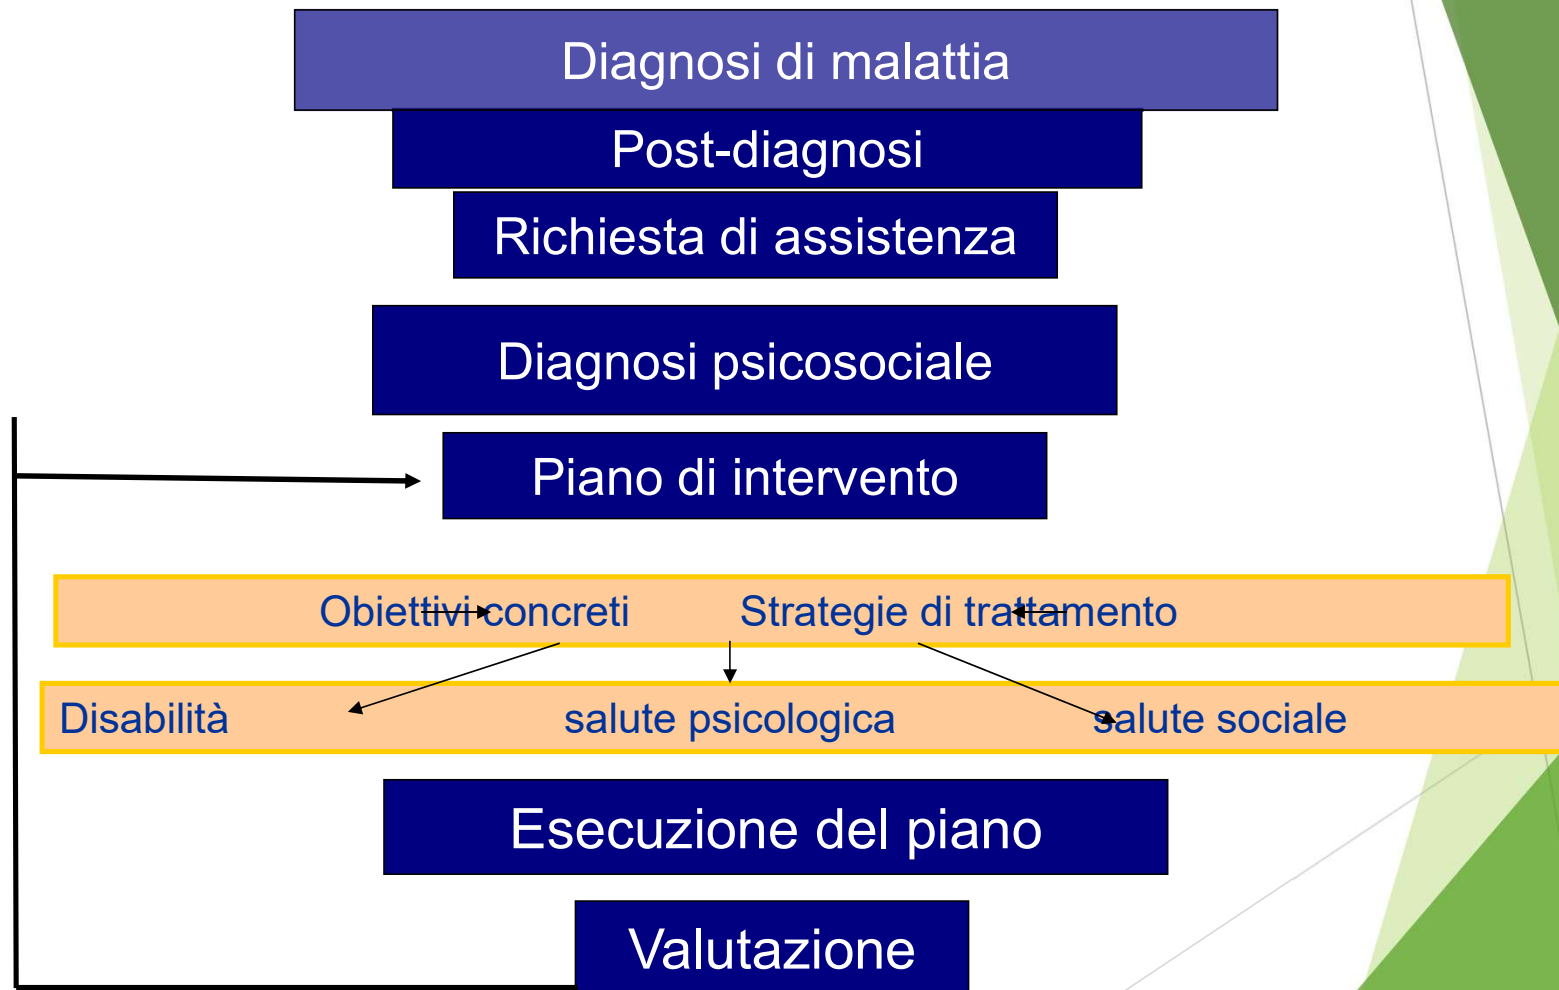 Diagnosi di malattia
Post-diagnosi
Richiesta di assistenza
Diagnosi psicosociale
Piano di intervento
Obiettivi concreti Strategie di trattamento
Disabilità salute psicologica salute sociale
Esecuzione del piano
Valutazione